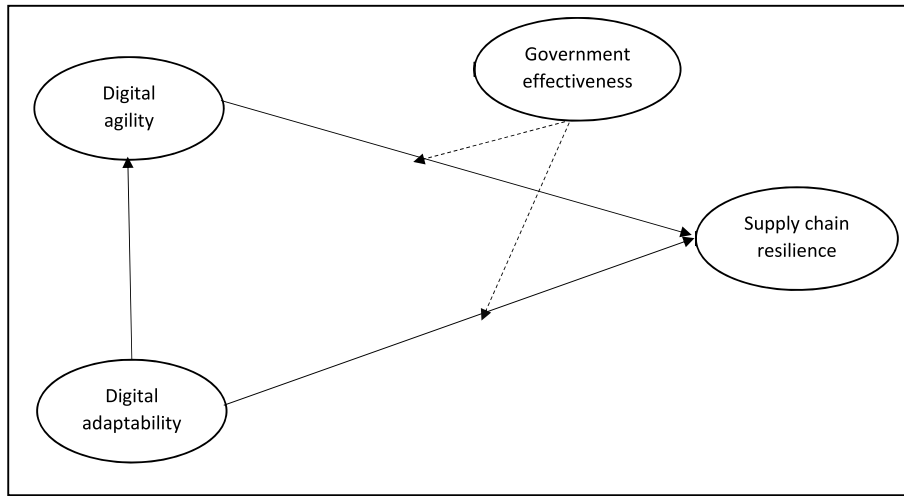 Government
effectiveness
Digital
agility
Supply chain
resilience
Digital
adaptability